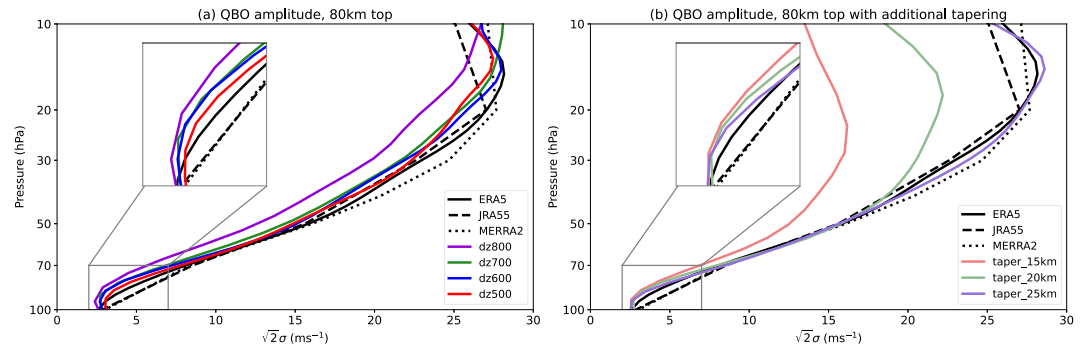 (a) QBO amplitude, 80km top
10
20
30
50
70
100
Pressure (hPa)
ERA5
JRA55
MERRA2
dz800
dz700
dz600
dz500
0 5 10 15 20 25 30
√2σ (ms⁻¹)
(b) QBO amplitude, 80km top with additional tapering
10
20
30
50
70
100
Pressure (hPa)
ERA5
JRA55
MERRA2
taper_15km
taper_20km
taper_25km
0 5 10 15 20 25 30
√2σ (ms⁻¹)